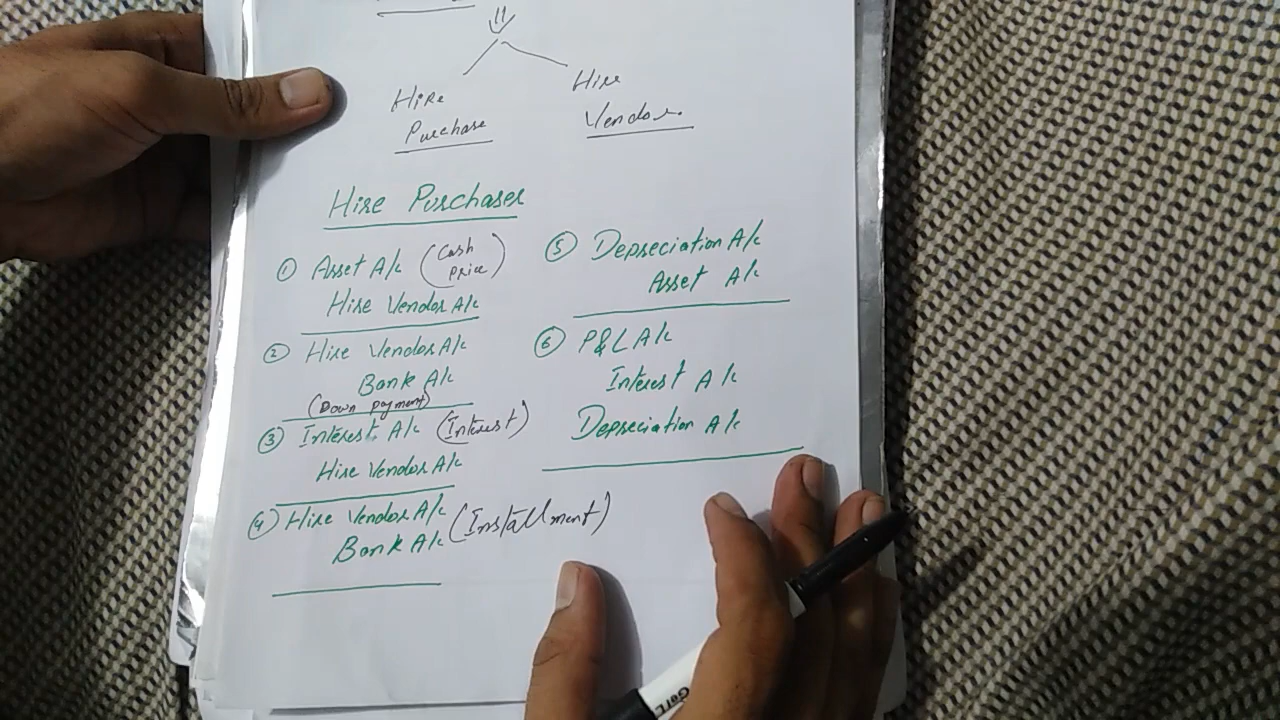 Hire
Purchase
Hire
Vendor.
Hire Purchaser
① Asset A/c (Cash price)
Hire Vendor A/c
② Hire Vendor A/c
Bank A/c
(Down payment)
③ Interest A/c (Interest)
Hire Vendor A/c
④ Hire Vendor A/c (Installment)
Bank A/c
⑤ Depreciation A/c
Asset A/c
⑥ P&L A/c
Interest A/c
Depreciation A/c